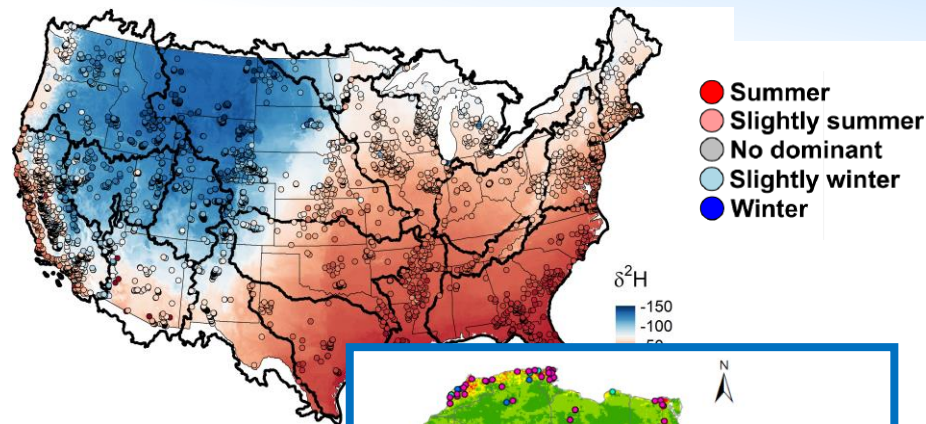 Summer
Slightly summer
No dominant
Slightly winter
Winter
δ²H
-150
-100
N